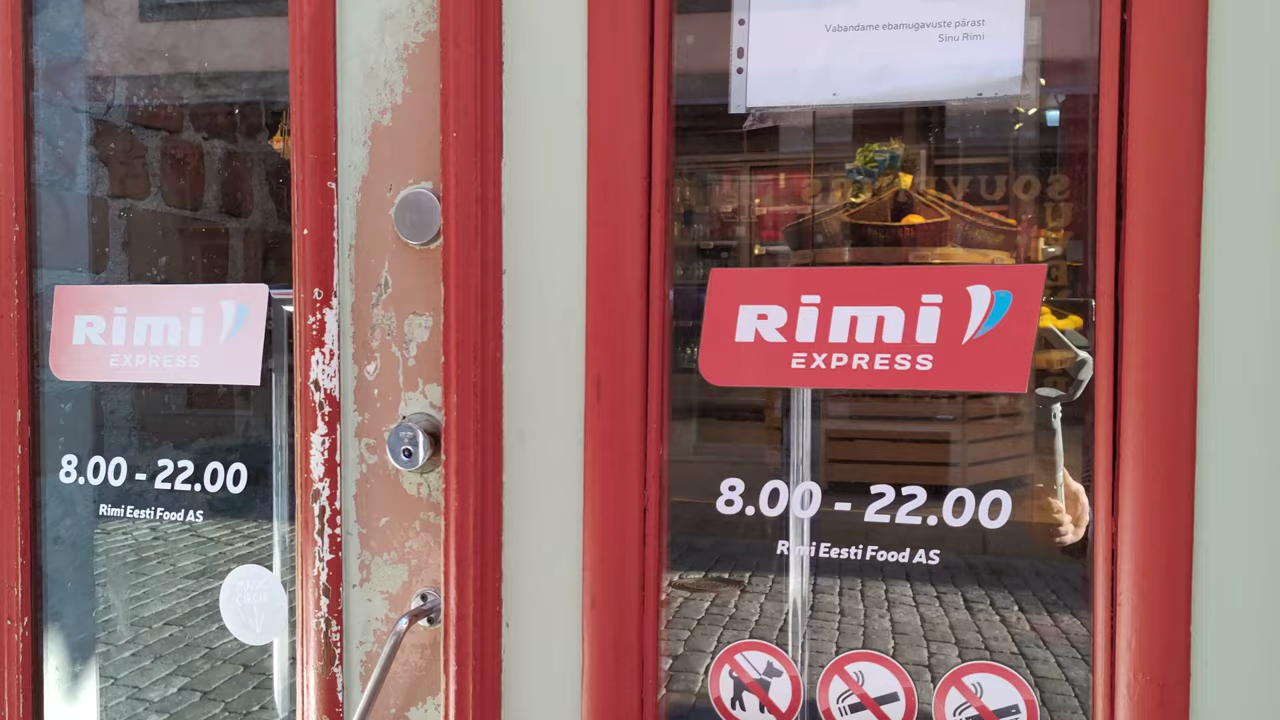 Vabandame ebamugavuste pärast
Sinu Rimi
SOUV
Rimi
EXPRESS
8.00 - 22.00
Rimi Eesti Food AS
Rimi
EXPRESS
8.00 - 22.00
Rimi Eesti Food AS